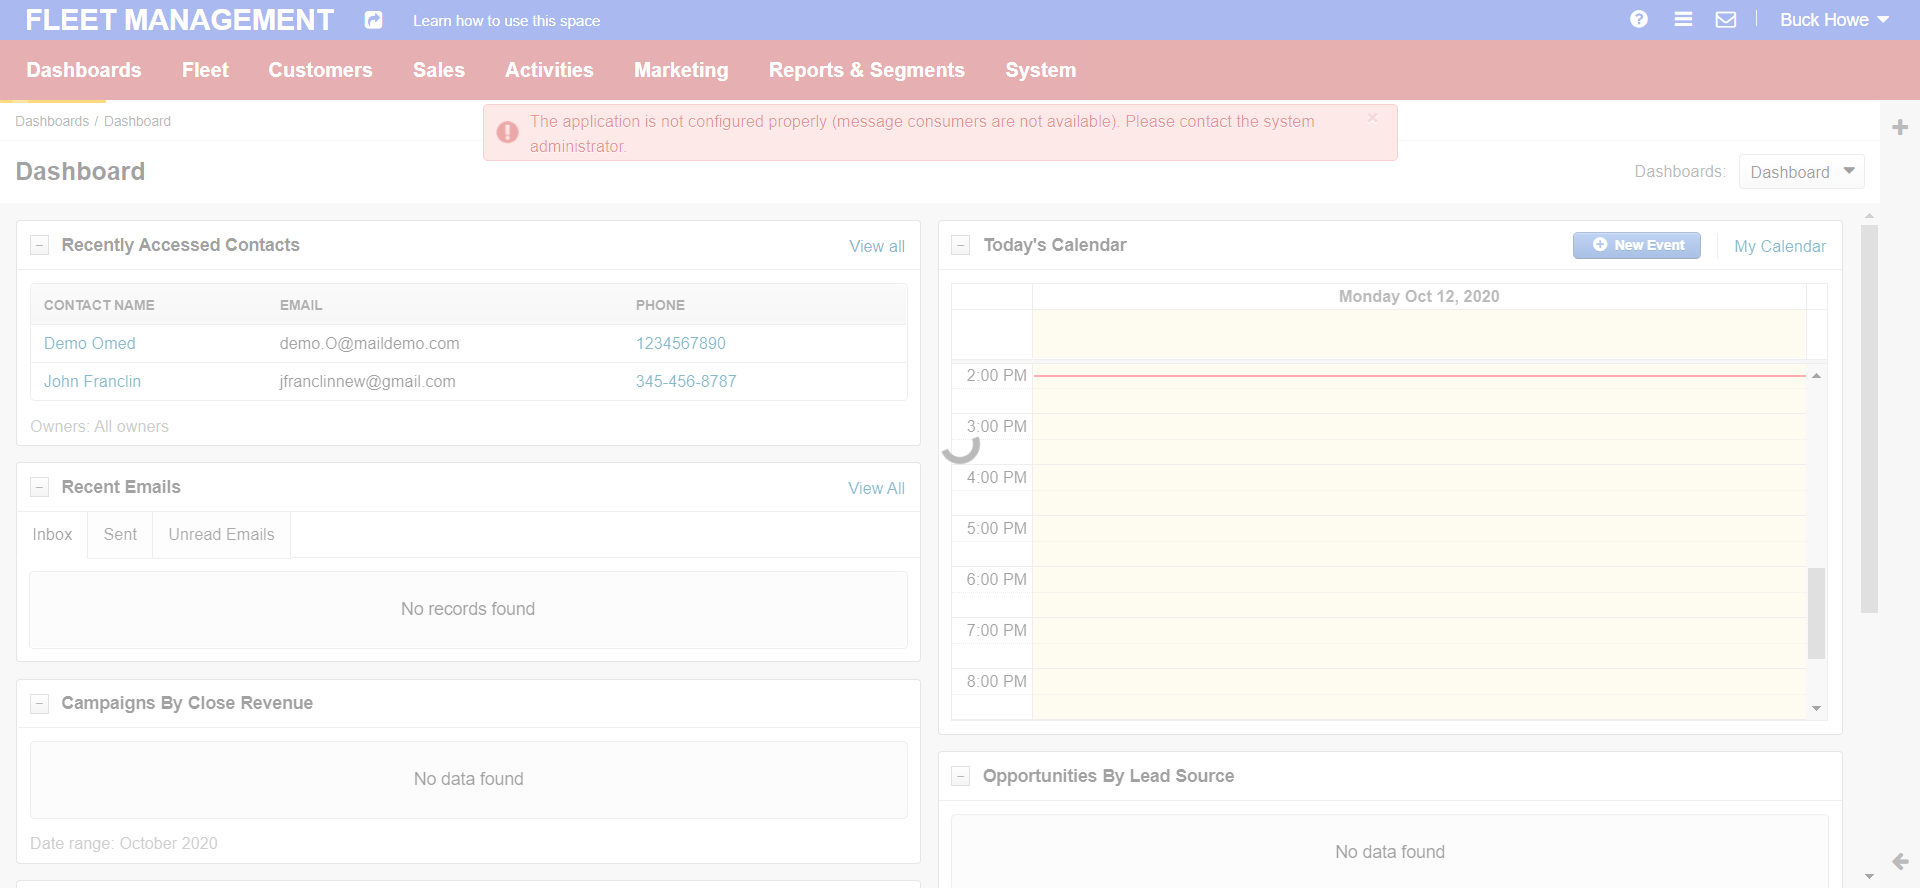 FLEET MANAGEMENT
Learn how to use this space
Buck Howe
Dashboards Fleet Customers Sales Activities Marketing Reports & Segments System
Dashboards / Dashboard
The application is not configured properly (message consumers are not available). Please contact the system
administrator.
×
Dashboard
Dashboards: Dashboard
Recently Accessed Contacts
View all
CONTACT NAME EMAIL PHONE
Demo Omed demo.O@maildemo.com 1234567890
John Franclin jfranclinnew@gmail.com 345-456-8787
Owners: All owners
Recent Emails
View All
Inbox Sent Unread Emails
No records found
Campaigns By Close Revenue
No data found
Date range: October 2020
Today's Calendar
New Event
My Calendar
Monday Oct 12, 2020
2:00 PM
3:00 PM
4:00 PM
5:00 PM
6:00 PM
7:00 PM
8:00 PM
Opportunities By Lead Source
No data found